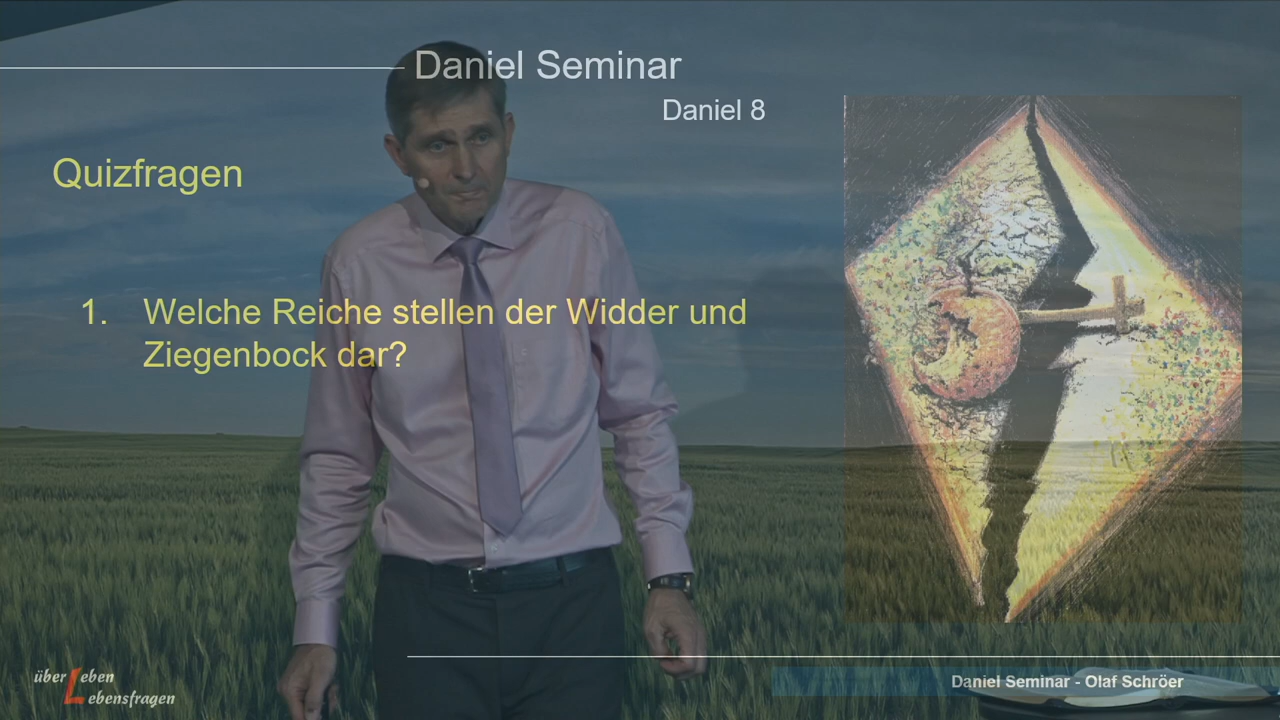 Daniel Seminar
Daniel 8
Quizfragen
1. Welche Reiche stellen der Widder und
Ziegenbock dar?
über Leben
Lebensfragen
Daniel Seminar - Olaf Schröer